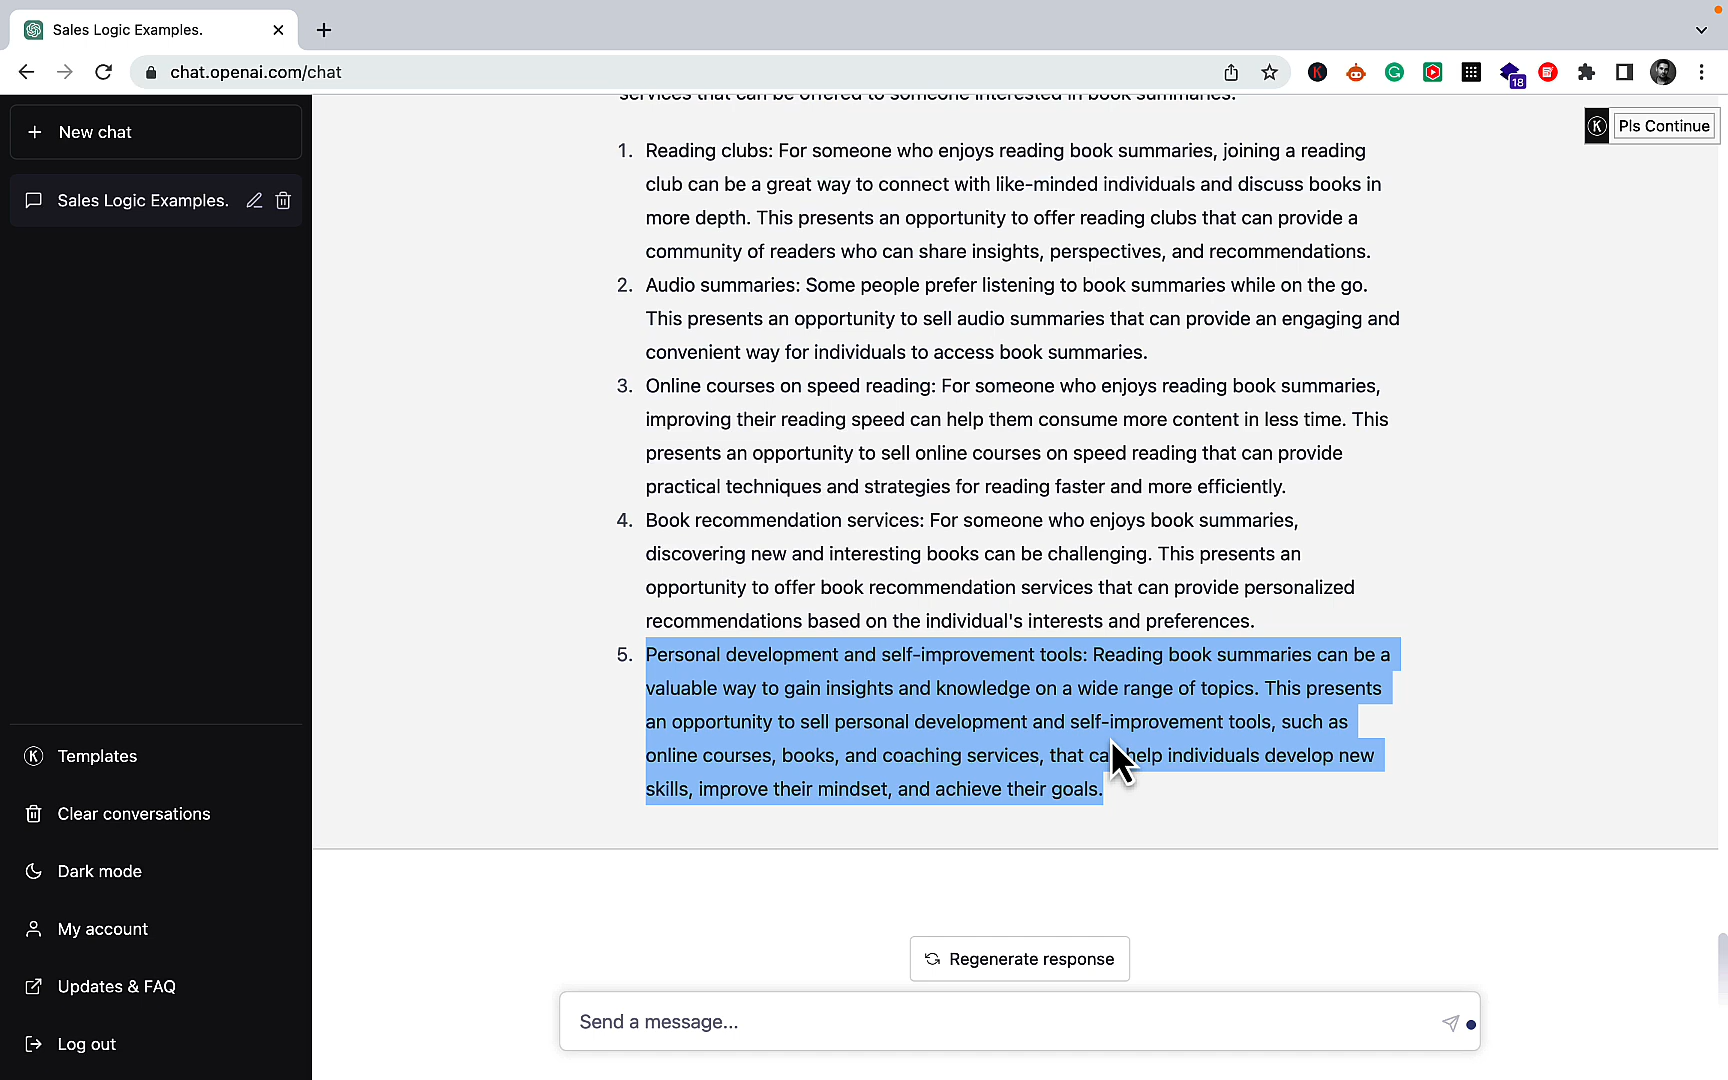 Sales Logic Examples.
chat.openai.com/chat
18
New chat
Sales Logic Examples.
services that can be offered to someone interested in book summaries.
K Pls Continue
1. Reading clubs: For someone who enjoys reading book summaries, joining a reading
club can be a great way to connect with like-minded individuals and discuss books in
more depth. This presents an opportunity to offer reading clubs that can provide a
community of readers who can share insights, perspectives, and recommendations.
2. Audio summaries: Some people prefer listening to book summaries while on the go.
This presents an opportunity to sell audio summaries that can provide an engaging and
convenient way for individuals to access book summaries.
3. Online courses on speed reading: For someone who enjoys reading book summaries,
improving their reading speed can help them consume more content in less time. This
presents an opportunity to sell online courses on speed reading that can provide
practical techniques and strategies for reading faster and more efficiently.
4. Book recommendation services: For someone who enjoys book summaries,
discovering new and interesting books can be challenging. This presents an
opportunity to offer book recommendation services that can provide personalized
recommendations based on the individual's interests and preferences.
5. Personal development and self-improvement tools: Reading book summaries can be a
valuable way to gain insights and knowledge on a wide range of topics. This presents
an opportunity to sell personal development and self-improvement tools, such as
online courses, books, and coaching services, that can help individuals develop new
skills, improve their mindset, and achieve their goals.
K Templates
Clear conversations
Dark mode
My account
Updates & FAQ
Log out
Regenerate response
Send a message...